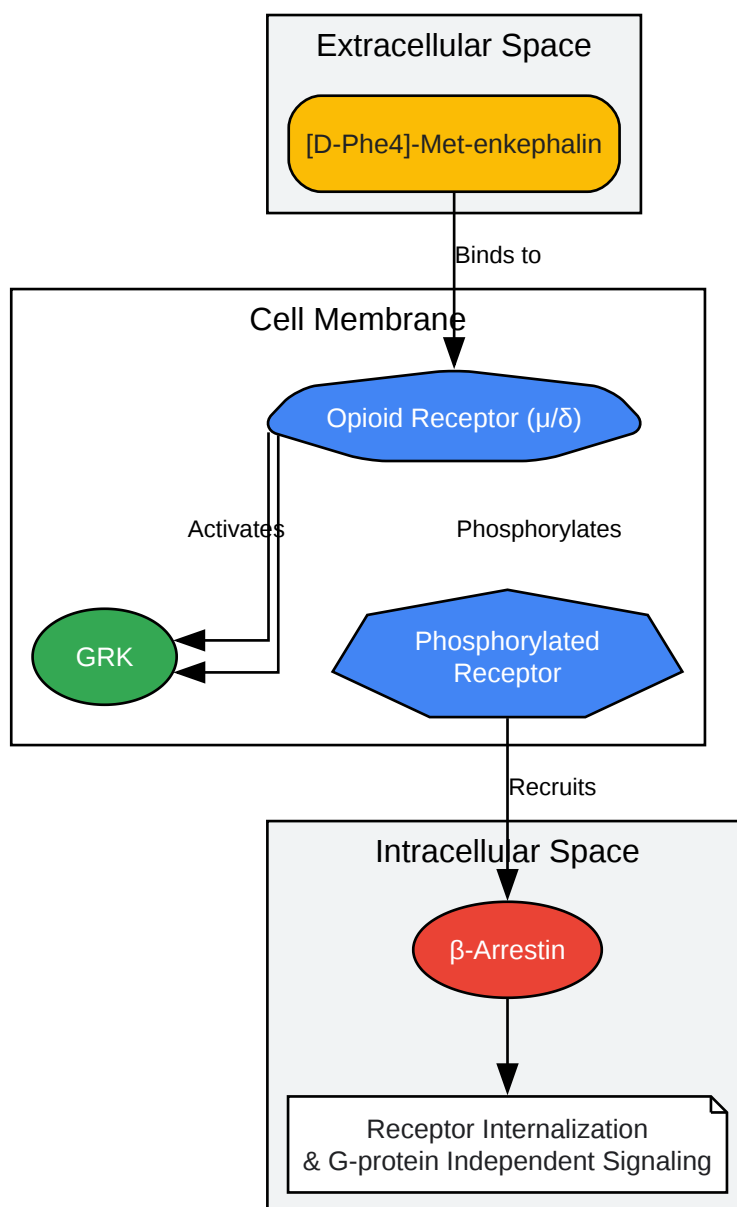 Extracellular Space
[D-Phe4]-Met-enkephalin
Binds to
Cell Membrane
Opioid Receptor (μ/δ)
Activates
Phosphorylates
GRK
Phosphorylated
Receptor
Recruits
Intracellular Space
β-Arrestin
Receptor Internalization
& G-protein Independent Signaling